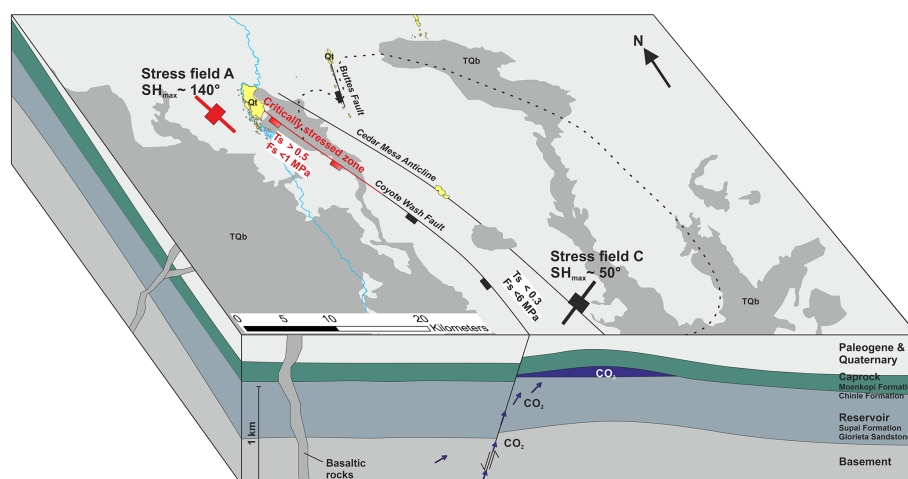 N
TQb
Qt
Buttes Fault
Stress field A
SHmax ~ 140°
Qt
Critically stressed zone
Ts > 0.5
Fs <1 MPa
Cedar Mesa Anticline
Coyote Wash Fault
TQb
Stress field C
SHmax ~ 50°
Ts < 0.3
Fs <6 MPa
TQb
0 5 10 20
Kilometers
Paleogene &
Quaternary
CO2
Caprock
Moenkopi Formation
Chinle Formation
CO2
1 km
Reservoir
Supai Formation
Glorieta Sandstone
CO2
Basaltic
rocks
Basement